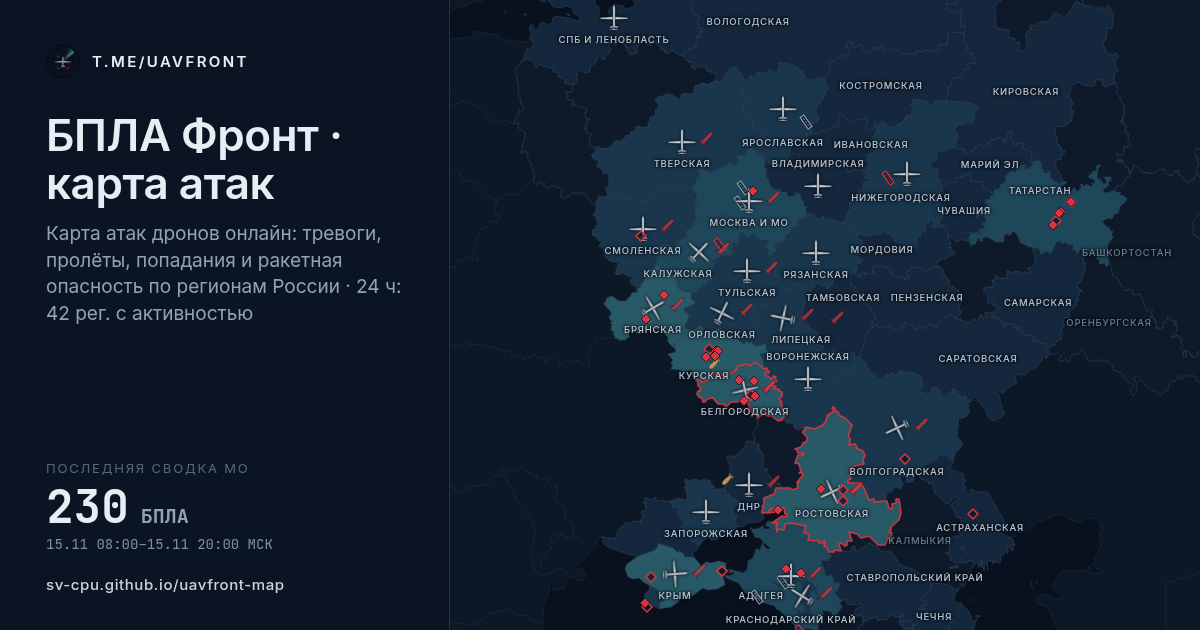 T.ME/UAVFRONT
БПЛА Фронт ·
карта атак
Карта атак дронов онлайн: тревоги,
пролёты, попадания и ракетная
опасность по регионам России · 24 ч:
42 рег. с активностью
ПОСЛЕДНЯЯ СВОДКА МО
230 БПЛА
15.11 08:00–15.11 20:00 МСК
sv-cpu.github.io/uavfront-map
ВОЛОГОДСКАЯ
СПБ И ЛЕНОБЛАСТЬ
КОСТРОМСКАЯ
КИРОВСКАЯ
ЯРОСЛАВСКАЯ
ИВАНОВСКАЯ
ТВЕРСКАЯ
ВЛАДИМИРСКАЯ
МАРИЙ ЭЛ
ТАТАРСТАН
НИЖЕГОРОДСКАЯ
ЧУВАШИЯ
МОСКВА И МО
СМОЛЕНСКАЯ
МОРДОВИЯ
БАШКОРТОСТАН
КАЛУЖСКАЯ
РЯЗАНСКАЯ
ТУЛЬСКАЯ
ТАМБОВСКАЯ
ПЕНЗЕНСКАЯ
САМАРСКАЯ
ОРЕНБУРГСКАЯ
БРЯНСКАЯ
ОРЛОВСКАЯ
ЛИПЕЦКАЯ
ВОРОНЕЖСКАЯ
САРАТОВСКАЯ
КУРСКАЯ
БЕЛГОРОДСКАЯ
ВОЛГОГРАДСКАЯ
ДНР
РОСТОВСКАЯ
АСТРАХАНСКАЯ
ЗАПОРОЖСКАЯ
КАЛМЫКИЯ
СТАВРОПОЛЬСКИЙ КРАЙ
КРЫМ
АДЫГЕЯ
КРАСНОДАРСКИЙ КРАЙ
ЧЕЧНЯ